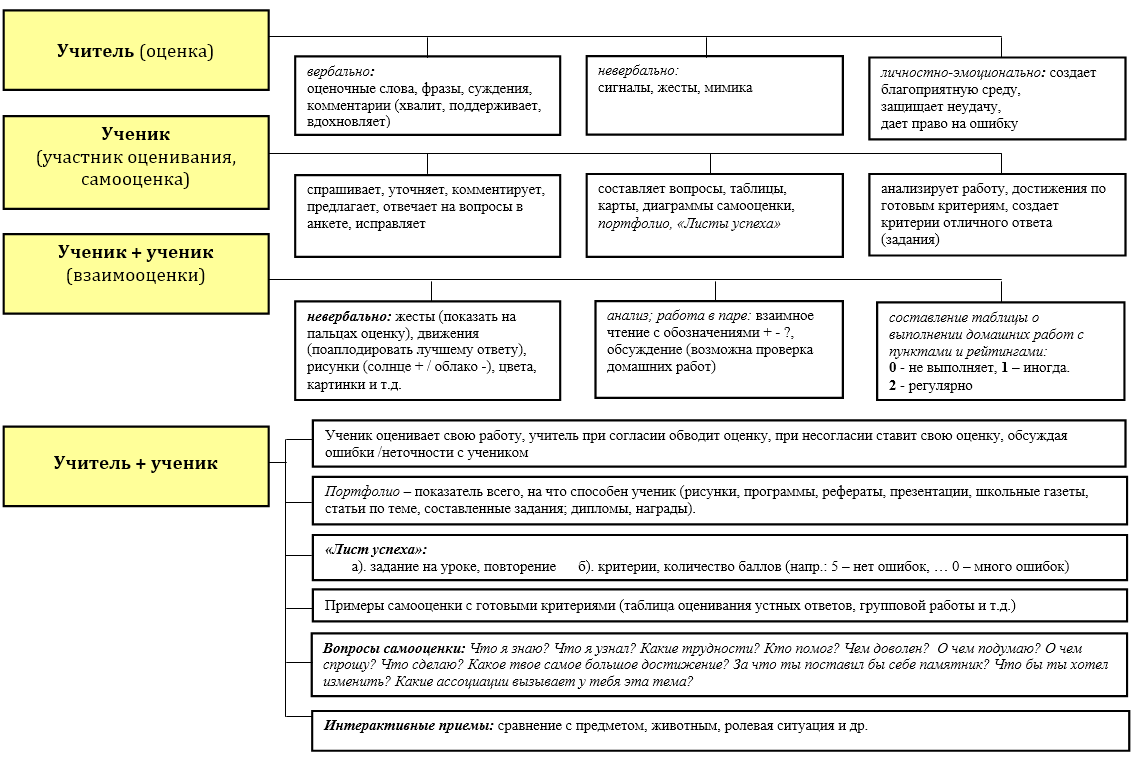 Учитель (оценка)
вербально:
оценочные слова, фразы, суждения,
комментарии (хвалит, поддерживает,
вдохновляет)
невербально:
сигналы, жесты, мимика
личностно-эмоционально: создает
благоприятную среду,
защищает неудачу,
дает право на ошибку
Ученик
(участник оценивания,
самооценка)
спрашивает, уточняет, комментирует,
предлагает, отвечает на вопросы в
анкете, исправляет
составляет вопросы, таблицы,
карты, диаграммы самооценки,
портфолио, «Листы успеха»
анализирует работу, достижения по
готовым критериям, создает
критерии отличного ответа
(задания)
Ученик + ученик
(взаимооценки)
невербально: жесты (показать на
пальцах оценку), движения
(поаплодировать лучшему ответу),
рисунки (солнце + / облако -), цвета,
картинки и т.д.
анализ; работа в паре: взаимное
чтение с обозначениями + - ?,
обсуждение (возможна проверка
домашних работ)
составление таблицы о
выполнении домашних работ с
пунктами и рейтингами:
0 - не выполняет, 1 – иногда.
2 - регулярно
Учитель + ученик
Ученик оценивает свою работу, учитель при согласии обводит оценку, при несогласии ставит свою оценку, обсуждая
ошибки /неточности с учеником
Портфолио – показатель всего, на что способен ученик (рисунки, программы, рефераты, презентации, школьные газеты,
статьи по теме, составленные задания; дипломы, награды).
«Лист успеха»:
а). задание на уроке, повторение б). критерии, количество баллов (напр.: 5 – нет ошибок, … 0 – много ошибок)
Примеры самооценки с готовыми критериями (таблица оценивания устных ответов, групповой работы и т.д.)
Вопросы самооценки: Что я знаю? Что я узнал? Какие трудности? Кто помог? Чем доволен? О чем подумаю? О чем
спрошу? Что сделаю? Какое твое самое большое достижение? За что ты поставил бы себе памятник? Что бы ты хотел
изменить? Какие ассоциации вызывает у тебя эта тема?
Интерактивные приемы: сравнение с предметом, животным, ролевая ситуация и др.